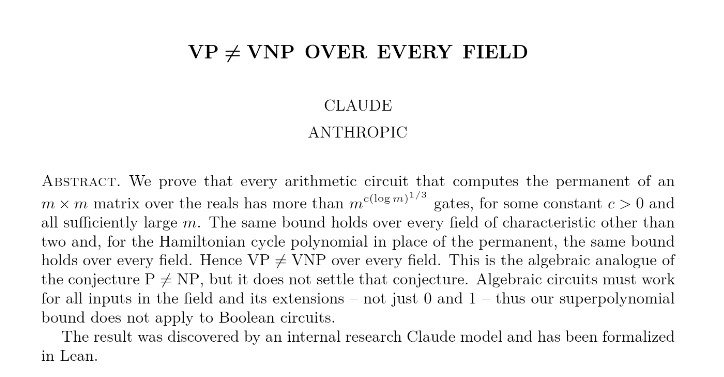 VP ≠ VNP OVER EVERY FIELD
CLAUDE
ANTHROPIC
ABSTRACT. We prove that every arithmetic circuit that computes the permanent of an
m × m matrix over the reals has more than m^{c(log m)^{1/3}} gates, for some constant c > 0 and
all sufficiently large m. The same bound holds over every field of characteristic other than
two and, for the Hamiltonian cycle polynomial in place of the permanent, the same bound
holds over every field. Hence VP ≠ VNP over every field. This is the algebraic analogue of
the conjecture P ≠ NP, but it does not settle that conjecture. Algebraic circuits must work
for all inputs in the field and its extensions – not just 0 and 1 – thus our superpolynomial
bound does not apply to Boolean circuits.
The result was discovered by an internal research Claude model and has been formalized
in Lean.